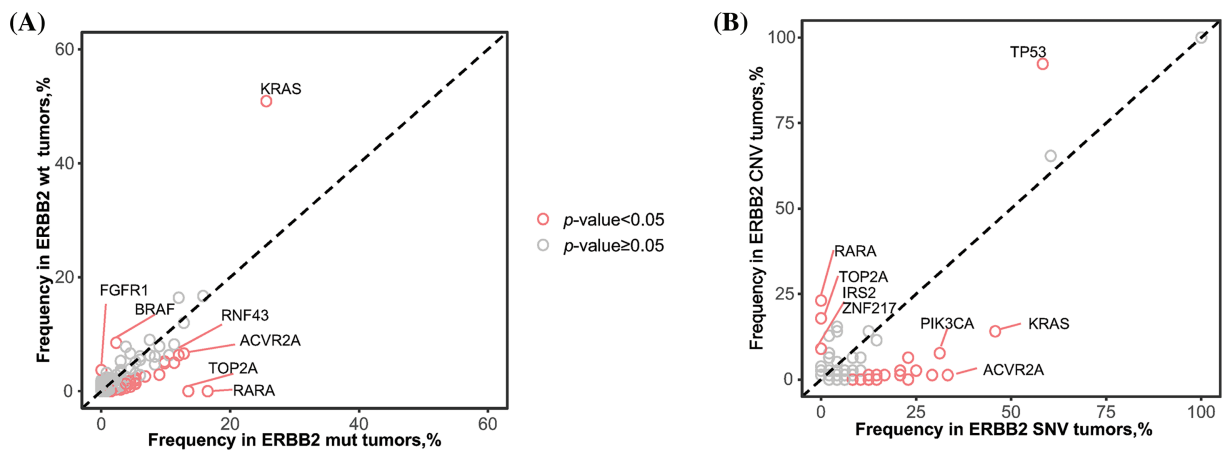 (A)
Frequency in ERBB2 wt tumors,%
60
40
20
0
0
20
40
60
Frequency in ERBB2 mut tumors,%
KRAS
FGFR1
BRAF
RNF43
ACVR2A
TOP2A
RARA
p-value<0.05
p-value≥0.05
(B)
Frequency in ERBB2 CNV tumors,%
100
75
50
25
0
0
25
50
75
100
Frequency in ERBB2 SNV tumors,%
TP53
RARA
TOP2A
IRS2
ZNF217
PIK3CA
KRAS
ACVR2A